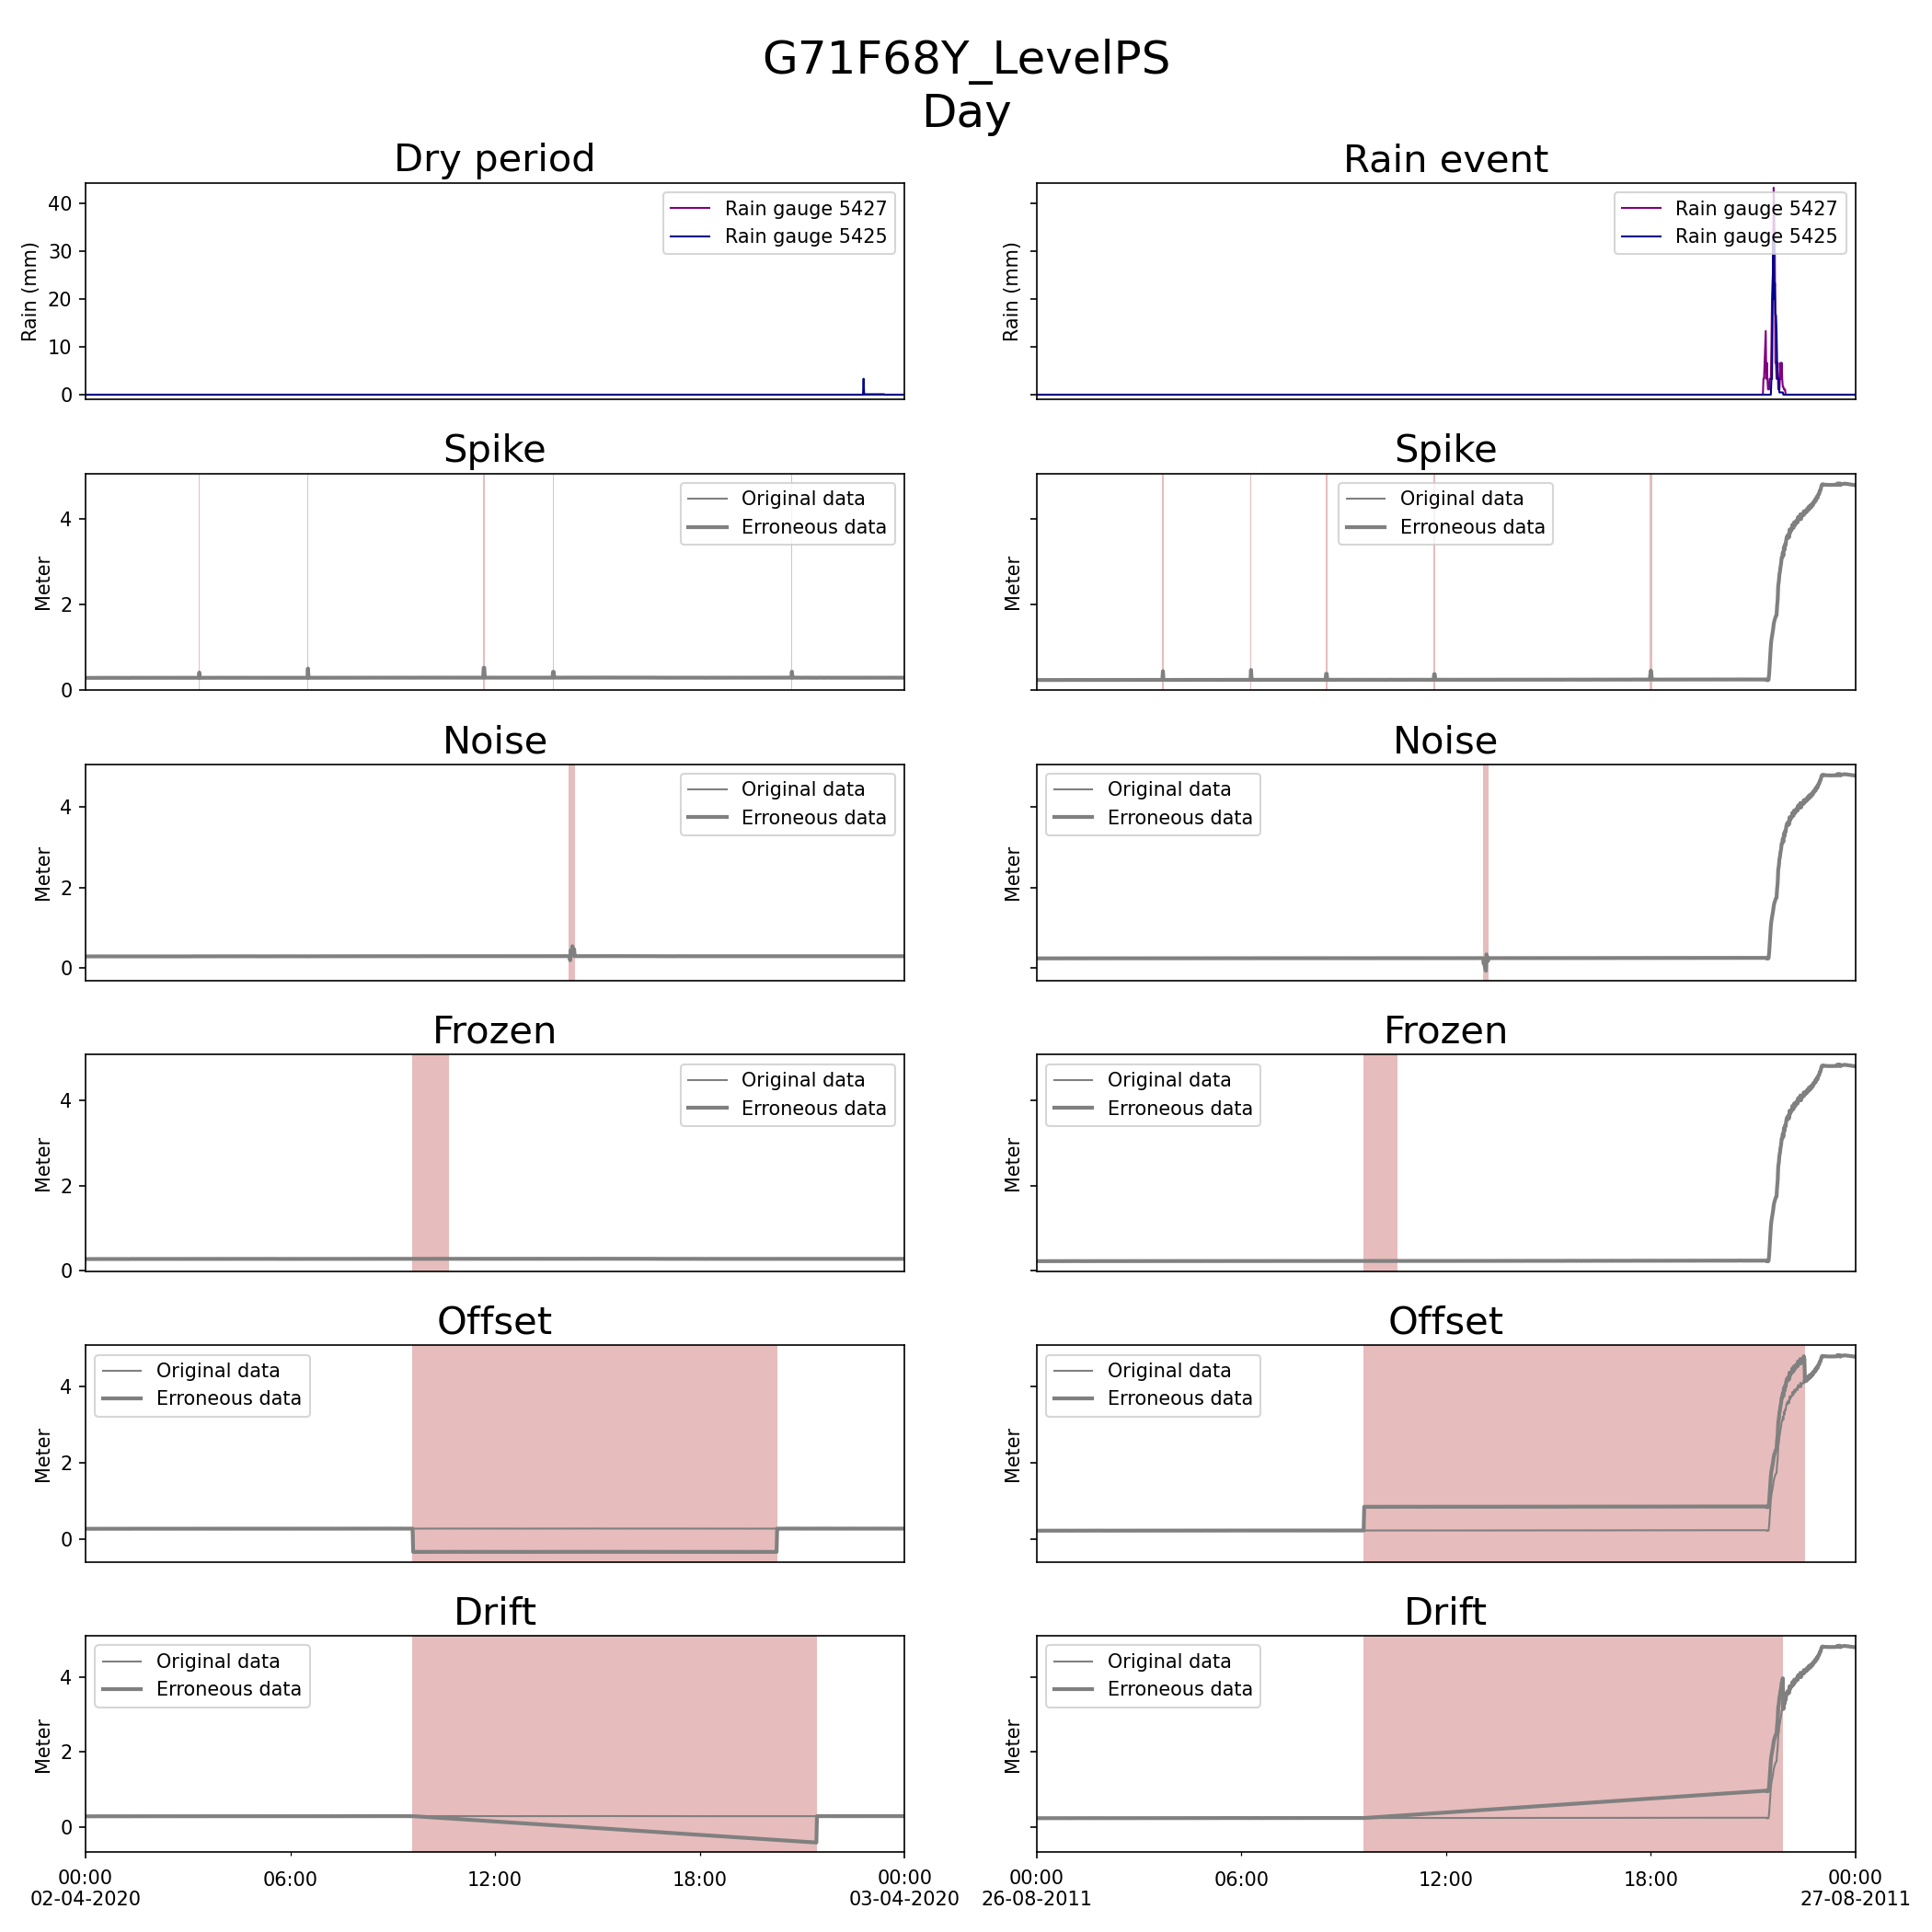 G71F68Y_LevelPS
Day
Dry period
Rain event
Rain (mm)
40
30
20
10
0
Rain gauge 5427
Rain gauge 5425
Rain (mm)
Rain gauge 5427
Rain gauge 5425
Spike
Spike
Meter
4
2
0
Original data
Erroneous data
Meter
Original data
Erroneous data
Noise
Noise
Meter
4
2
0
Original data
Erroneous data
Meter
Original data
Erroneous data
Frozen
Frozen
Meter
4
2
0
Original data
Erroneous data
Meter
Original data
Erroneous data
Offset
Offset
Meter
4
2
0
Original data
Erroneous data
Meter
Original data
Erroneous data
Drift
Drift
Meter
4
2
0
Original data
Erroneous data
Meter
Original data
Erroneous data
00:00 06:00 12:00 18:00 00:00
02-04-2020 03-04-2020
00:00 06:00 12:00 18:00 00:00
26-08-2011 27-08-2011